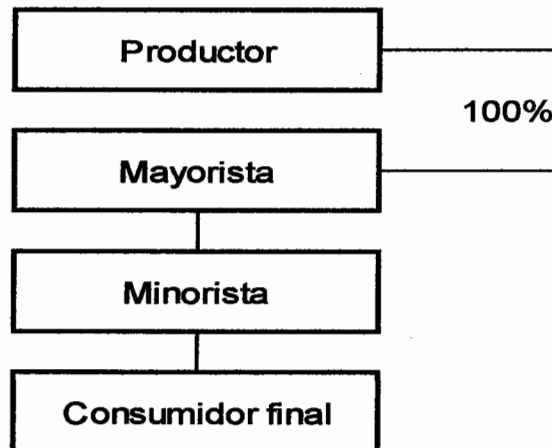 Productor
100%
Mayorista
Minorista
Consumidor final